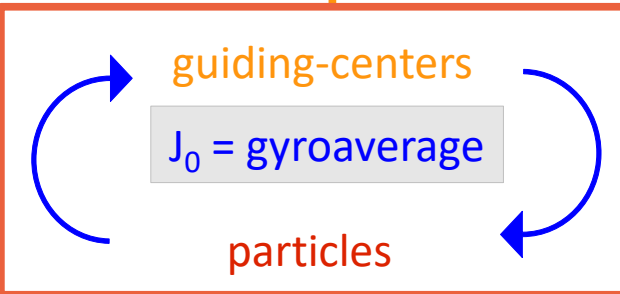 guiding-centers
J₀ = gyroaverage
particles